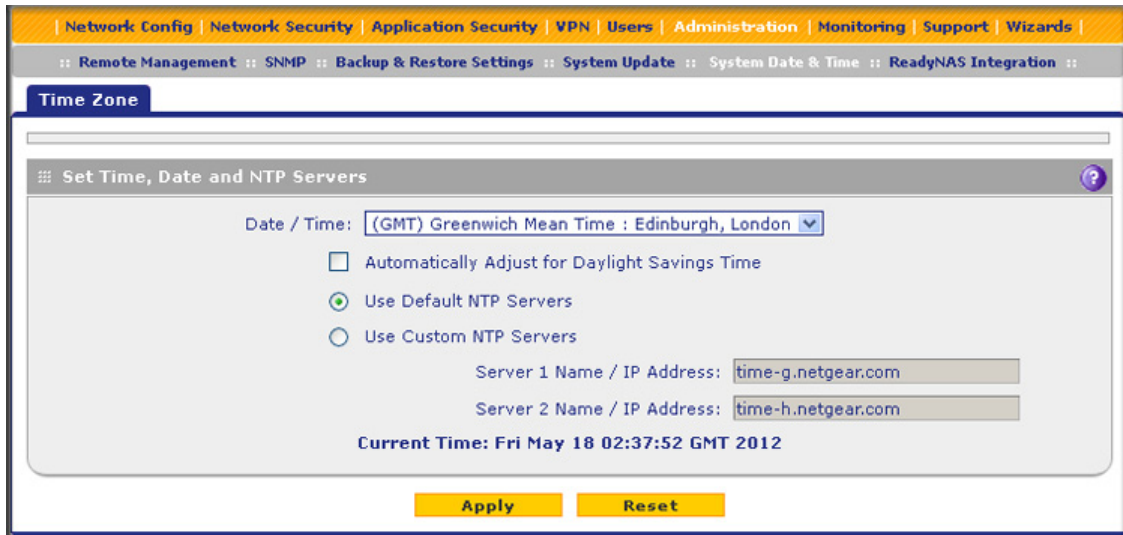 | Network Config | Network Security | Application Security | VPN | Users | Administration | Monitoring | Support | Wizards |
:: Remote Management :: SNMP :: Backup & Restore Settings :: System Update :: System Date & Time :: ReadyNAS Integration ::
Time Zone
Set Time, Date and NTP Servers ?
Date / Time: (GMT) Greenwich Mean Time : Edinburgh, London
Automatically Adjust for Daylight Savings Time
Use Default NTP Servers
Use Custom NTP Servers
Server 1 Name / IP Address: time-g.netgear.com
Server 2 Name / IP Address: time-h.netgear.com
Current Time: Fri May 18 02:37:52 GMT 2012
Apply Reset